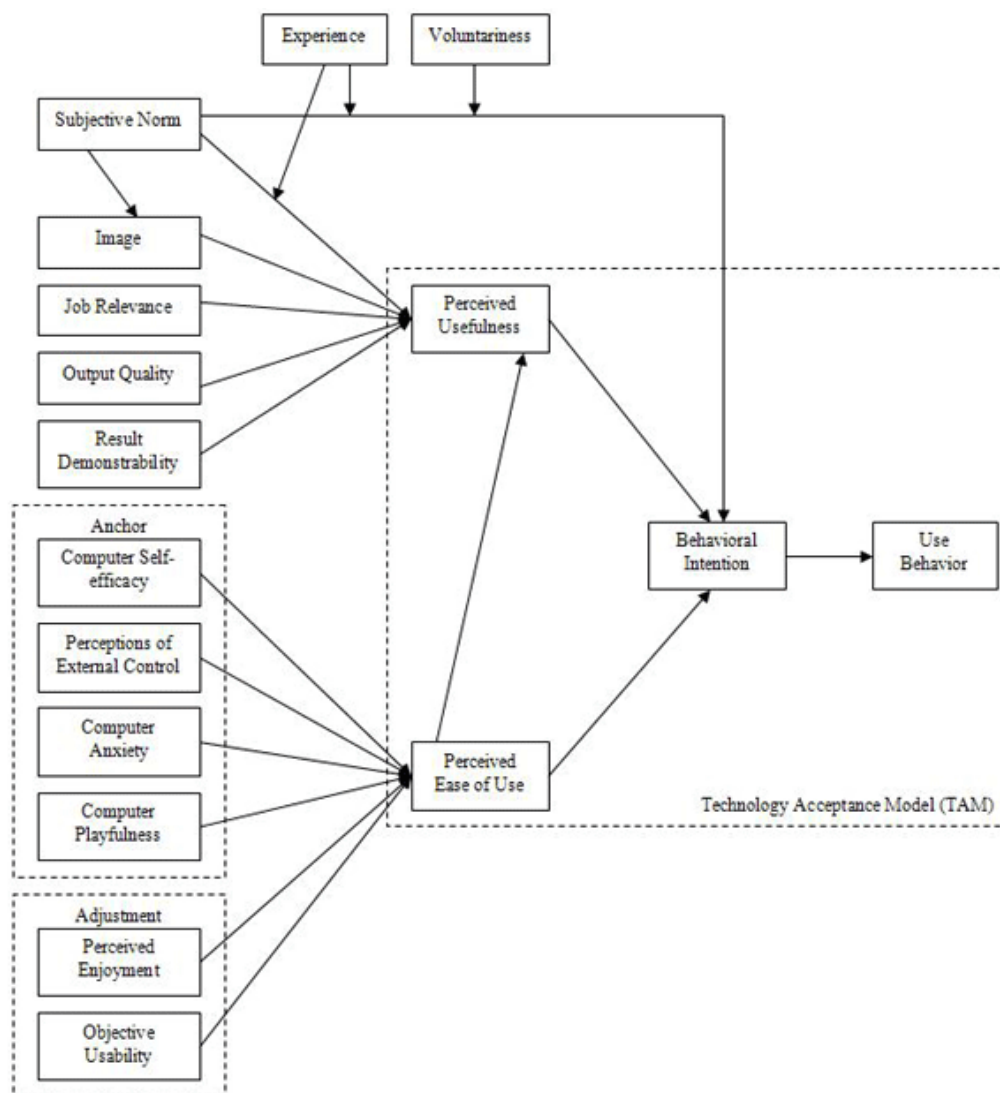 Experience
Voluntariness
Subjective Norm
Image
Job Relevance
Output Quality
Result
Demonstrability
Perceived
Usefulness
Anchor
Computer Self-
efficacy
Perceptions of
External Control
Computer
Anxiety
Computer
Playfulness
Behavioral
Intention
Use
Behavior
Perceived
Ease of Use
Technology Acceptance Model (TAM)
Adjustment
Perceived
Enjoyment
Objective
Usability